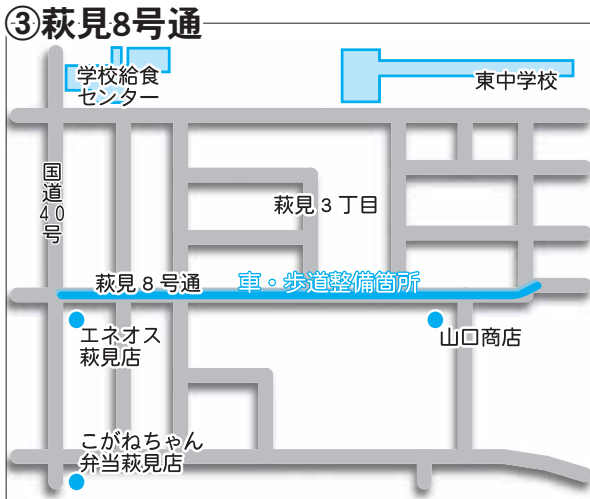 ③萩見8号通
学校給食
センター
東中学校
国道40号
萩見3丁目
萩見8号通
車・歩道整備箇所
エネオス
萩見店
山口商店
こがねちゃん
弁当萩見店